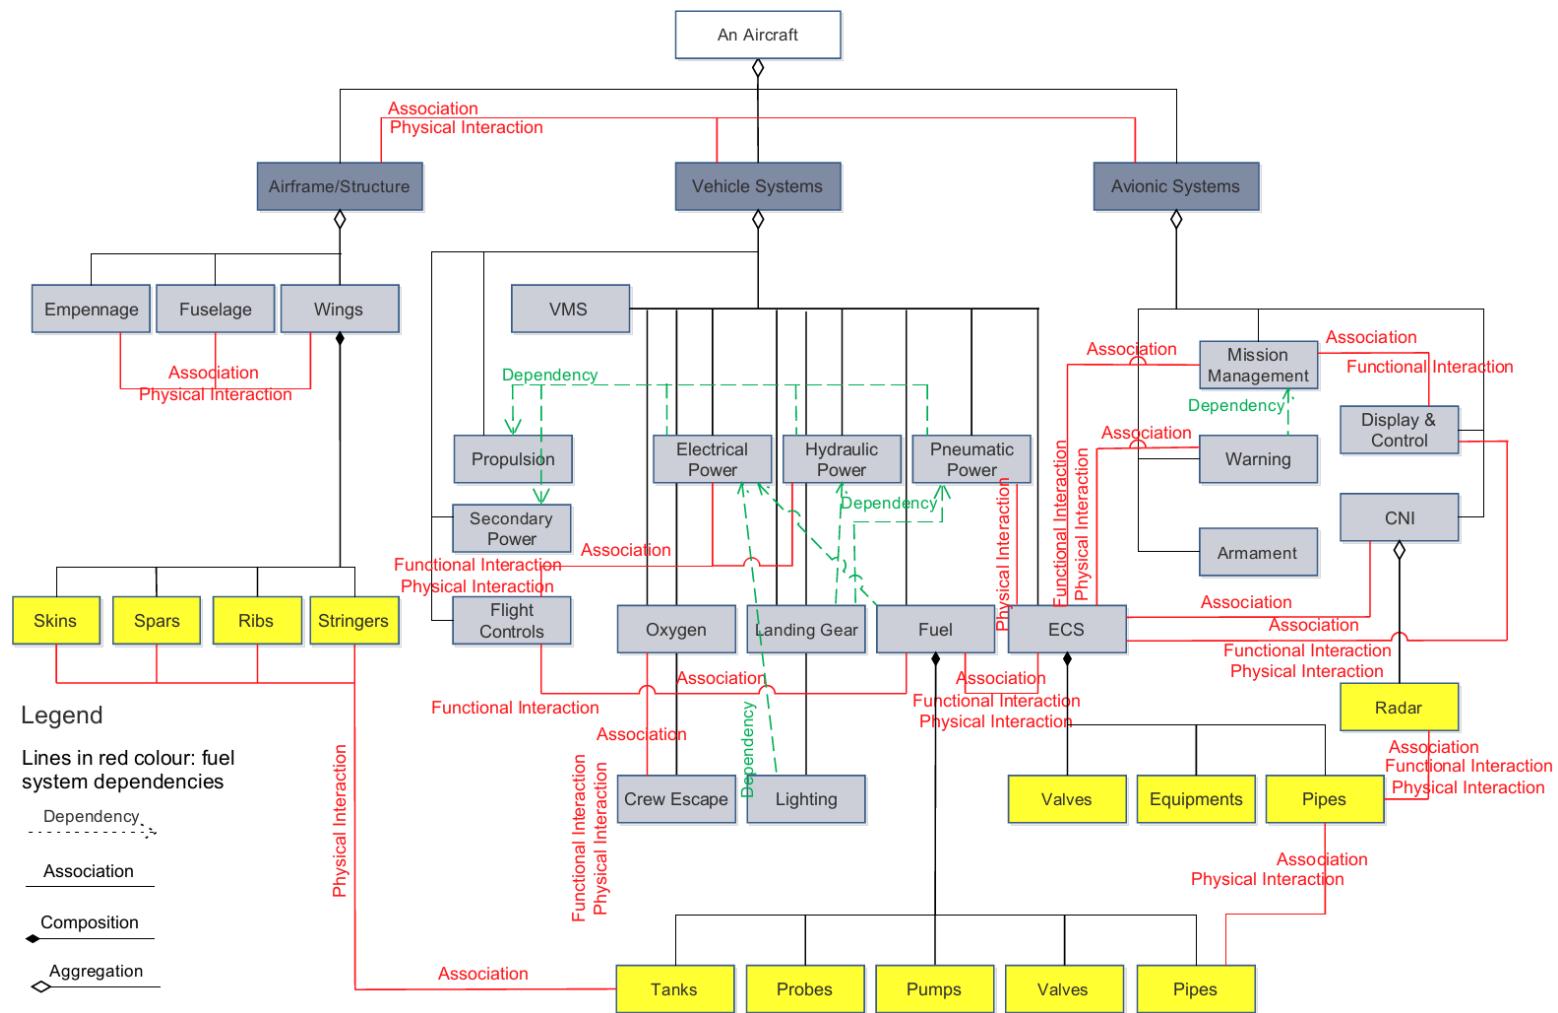 An Aircraft
Association
Physical Interaction
Airframe/Structure
Vehicle Systems
Avionic Systems
Empennage
Fuselage
Wings
VMS
Association
Physical Interaction
Mission
Management
Association
Association
Functional Interaction
Dependency
Dependency
Display &
Control
Association
Propulsion
Electrical
Power
Hydraulic
Power
Pneumatic
Power
Warning
Dependency
Secondary
Power
CNI
Association
Functional Interaction
Physical Interaction
Armament
Physical Interaction
Functional Interaction
Physical Interaction
Skins
Spars
Ribs
Stringers
Flight
Controls
Oxygen
Landing Gear
Fuel
ECS
Association
Association
Functional Interaction
Physical Interaction
Association
Functional Interaction
Association
Functional Interaction
Physical Interaction
Radar
Legend
Lines in red colour: fuel
system dependencies
Dependency
Association
Composition
Aggregation
Association
Dependency
Association
Functional Interaction
Physical Interaction
Physical Interaction
Functional Interaction
Physical Interaction
Crew Escape
Lighting
Valves
Equipments
Pipes
Association
Physical Interaction
Association
Tanks
Probes
Pumps
Valves
Pipes